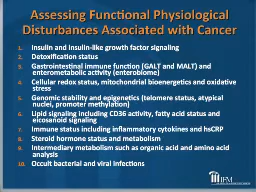 Assessing Functional Physiological
Disturbances Associated with Cancer
1. Insulin and insulin-like growth factor signaling
2. Detoxification status
3. Gastrointestinal immune function (GALT and MALT) and
enterometabolic activity (enterobiome)
4. Cellular redox status, mitochondrial bioenergetics and oxidative
stress
5. Genomic stability and epigenetics (telomere status, atypical
nuclei, promoter methylation)
6. Lipid signaling including CD36 activity, fatty acid status and
eicosanoid signaling
7. Immune status including inflammatory cytokines and hsCRP
8. Steroid hormone status and metabolism
9. Intermediary metabolism such as organic acid and amino acid
analysis
10. Occult bacterial and viral infections
IFM